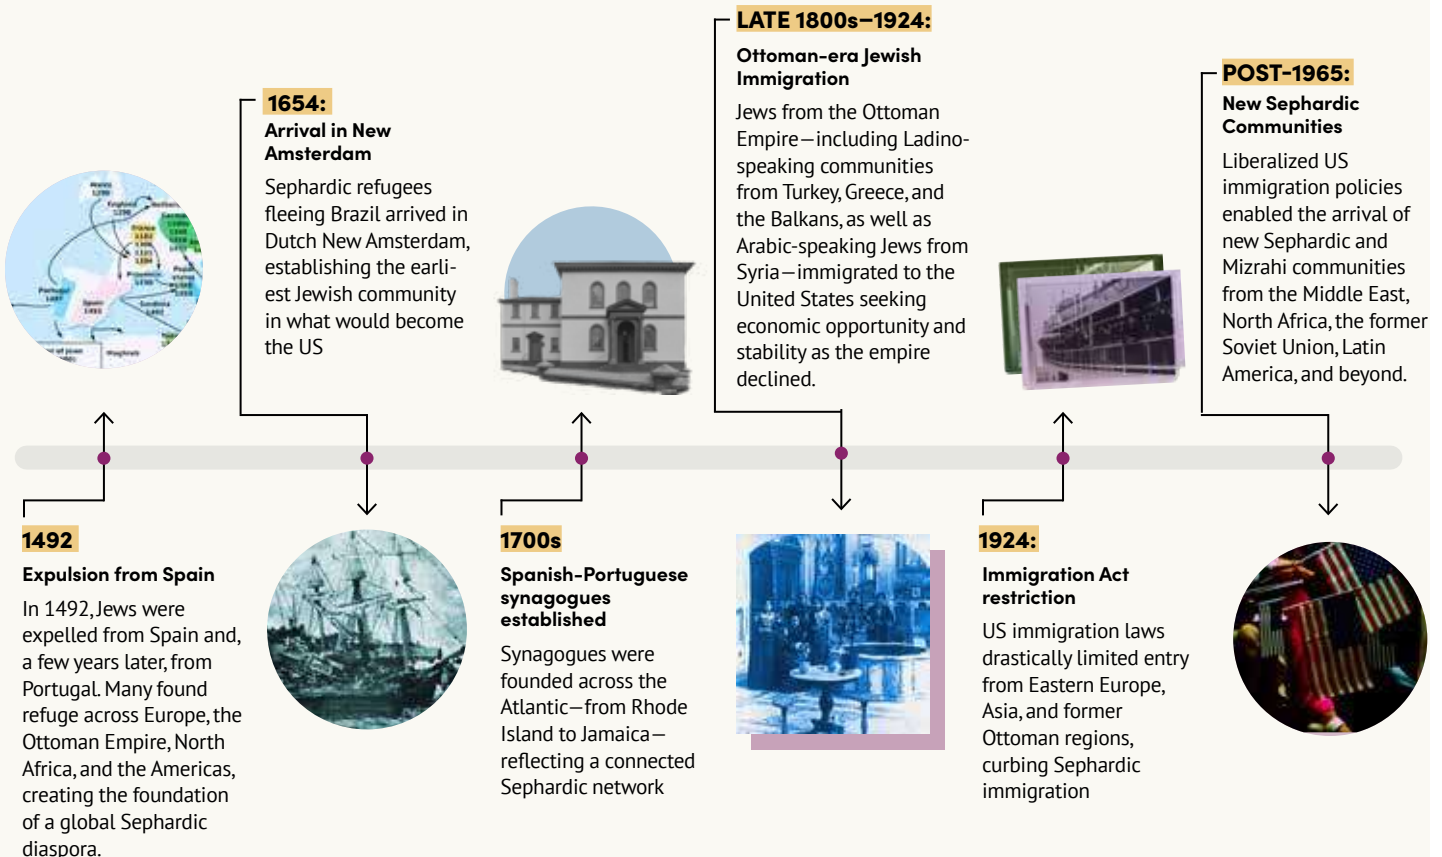 1492
Expulsion from Spain
In 1492, Jews were
expelled from Spain and,
a few years later, from
Portugal. Many found
refuge across Europe, the
Ottoman Empire, North
Africa, and the Americas,
creating the foundation
of a global Sephardic
diaspora.
1654:
Arrival in New
Amsterdam
Sephardic refugees
fleeing Brazil arrived in
Dutch New Amsterdam,
establishing the earli-
est Jewish community
in what would become
the US
1700s
Spanish-Portuguese
synagogues
established
Synagogues were
founded across the
Atlantic—from Rhode
Island to Jamaica—
reflecting a connected
Sephardic network
LATE 1800s–1924:
Ottoman-era Jewish
Immigration
Jews from the Ottoman
Empire—including Ladino-
speaking communities
from Turkey, Greece, and
the Balkans, as well as
Arabic-speaking Jews from
Syria—immigrated to the
United States seeking
economic opportunity and
stability as the empire
declined.
1924:
Immigration Act
restriction
US immigration laws
drastically limited entry
from Eastern Europe,
Asia, and former
Ottoman regions,
curbing Sephardic
immigration
POST-1965:
New Sephardic
Communities
Liberalized US
immigration policies
enabled the arrival of
new Sephardic and
Mizrahi communities
from the Middle East,
North Africa, the former
Soviet Union, Latin
America, and beyond.
England
1290
France
Portugal
Spain
1492
Sardinia
1492
Maghreb